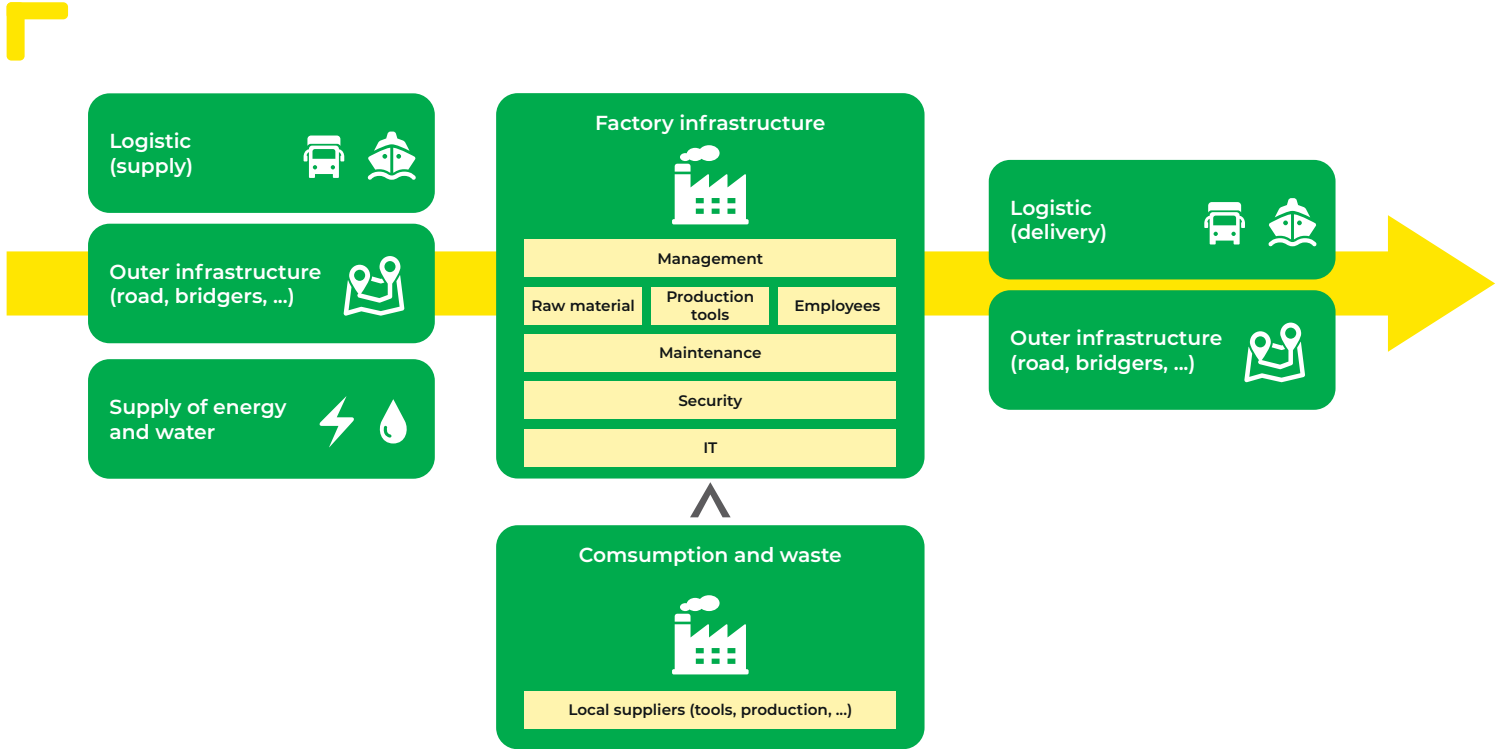 Logistic
(supply)
Outer infrastructure
(road, bridgers, ...)
Supply of energy
and water
Factory infrastructure
Management
Raw material
Production
tools
Employees
Maintenance
Security
IT
Comsumption and waste
Local suppliers (tools, production, ...)
Logistic
(delivery)
Outer infrastructure
(road, bridgers, ...)